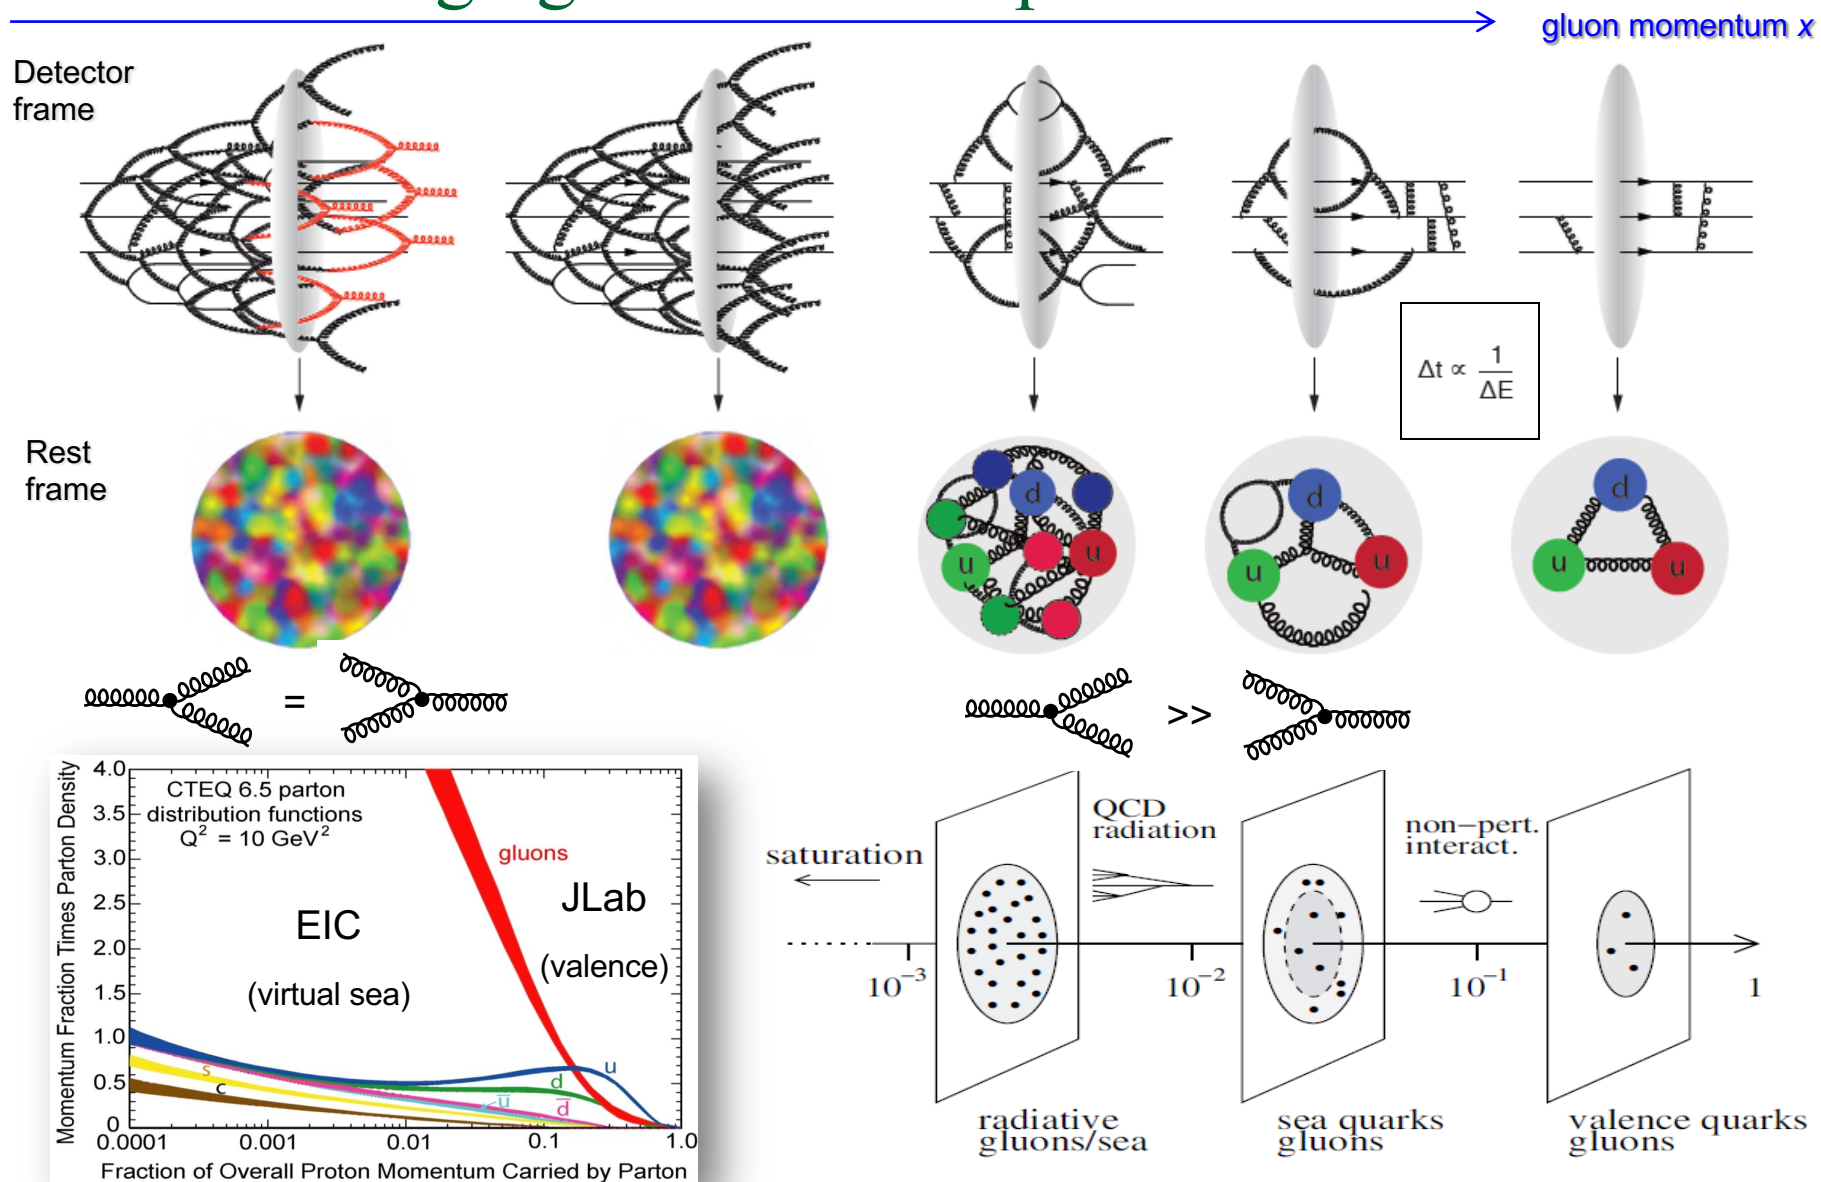 gluon momentum x
Detector
frame
Δt ∝ 1
ΔE
Rest
frame
d
u
u
d
u
u
d
u
u
=
>>
4.0
3.5
3.0
2.5
2.0
1.5
1.0
0.5
0
Momentum Fraction Times Parton Density
CTEQ 6.5 parton
distribution functions
Q² = 10 GeV²
gluons
JLab
(valence)
EIC
(virtual sea)
u
d
s
c
u̅
d̅
0.0001
0.001
0.01
0.1
1.0
Fraction of Overall Proton Momentum Carried by Parton
saturation
QCD
radiation
non-pert.
interact.
10⁻³
10⁻²
10⁻¹
1
radiative
gluons/sea
sea quarks
gluons
valence quarks
gluons